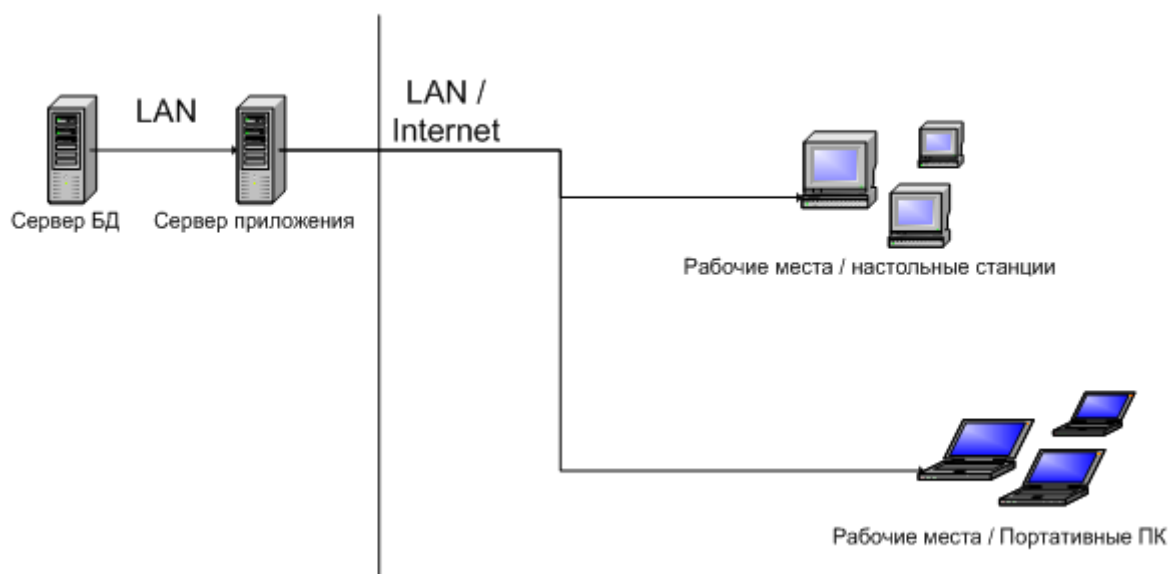 LAN
LAN /
Internet
Сервер БД
Сервер приложения
Рабочие места / настольные станции
Рабочие места / Портативные ПК